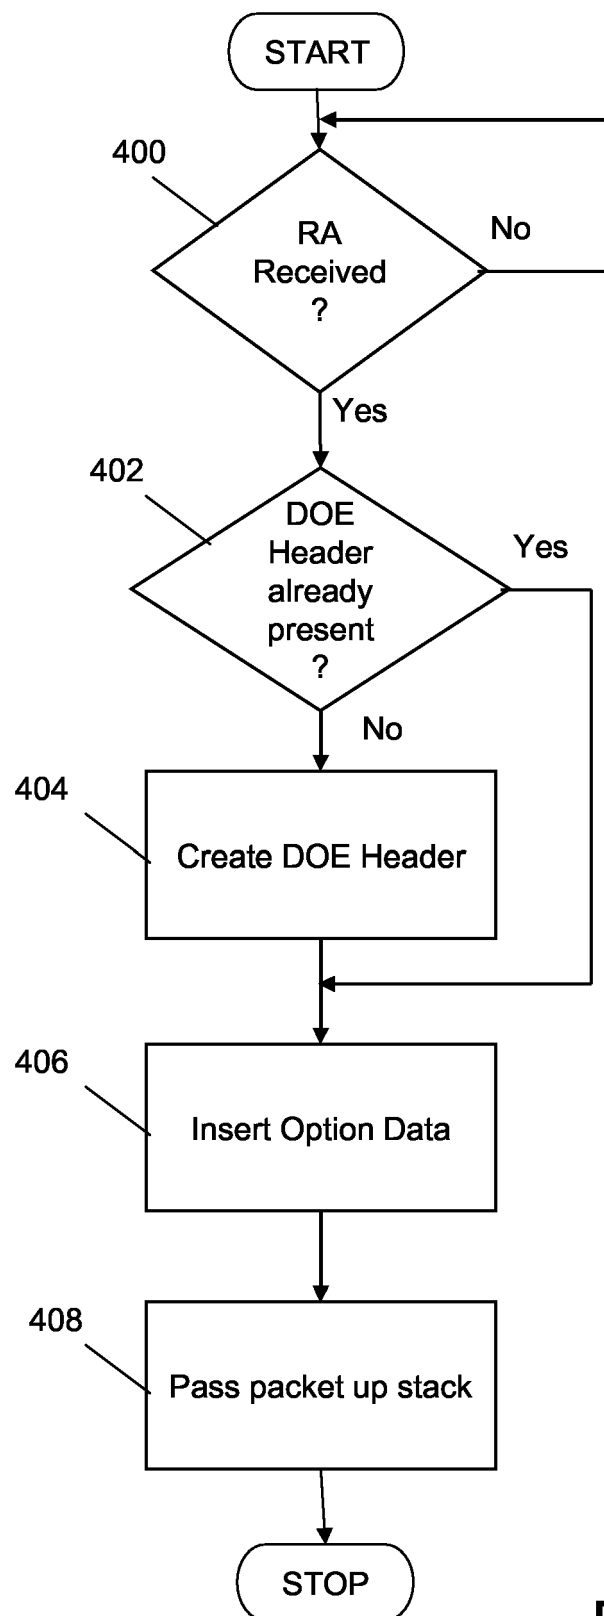 START
400
RA
Received
?
No
Yes
402
DOE
Header
already
present
?
Yes
No
404
Create DOE Header
406
Insert Option Data
408
Pass packet up stack
STOP